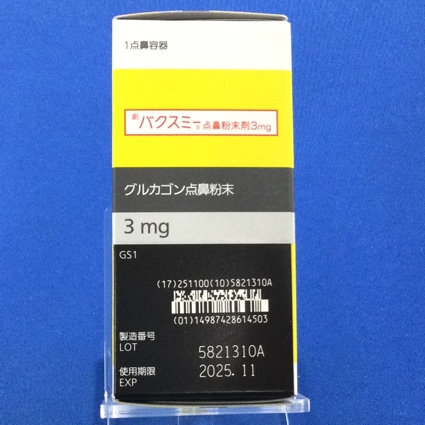 1点鼻容器
劇 バクスミー®点鼻粉末剤3mg
グルカゴン点鼻粉末
3 mg
GS1
(17)251100(10)5821310A
(01)14987428614503
製造番号
LOT 5821310A
使用期限
EXP 2025.11